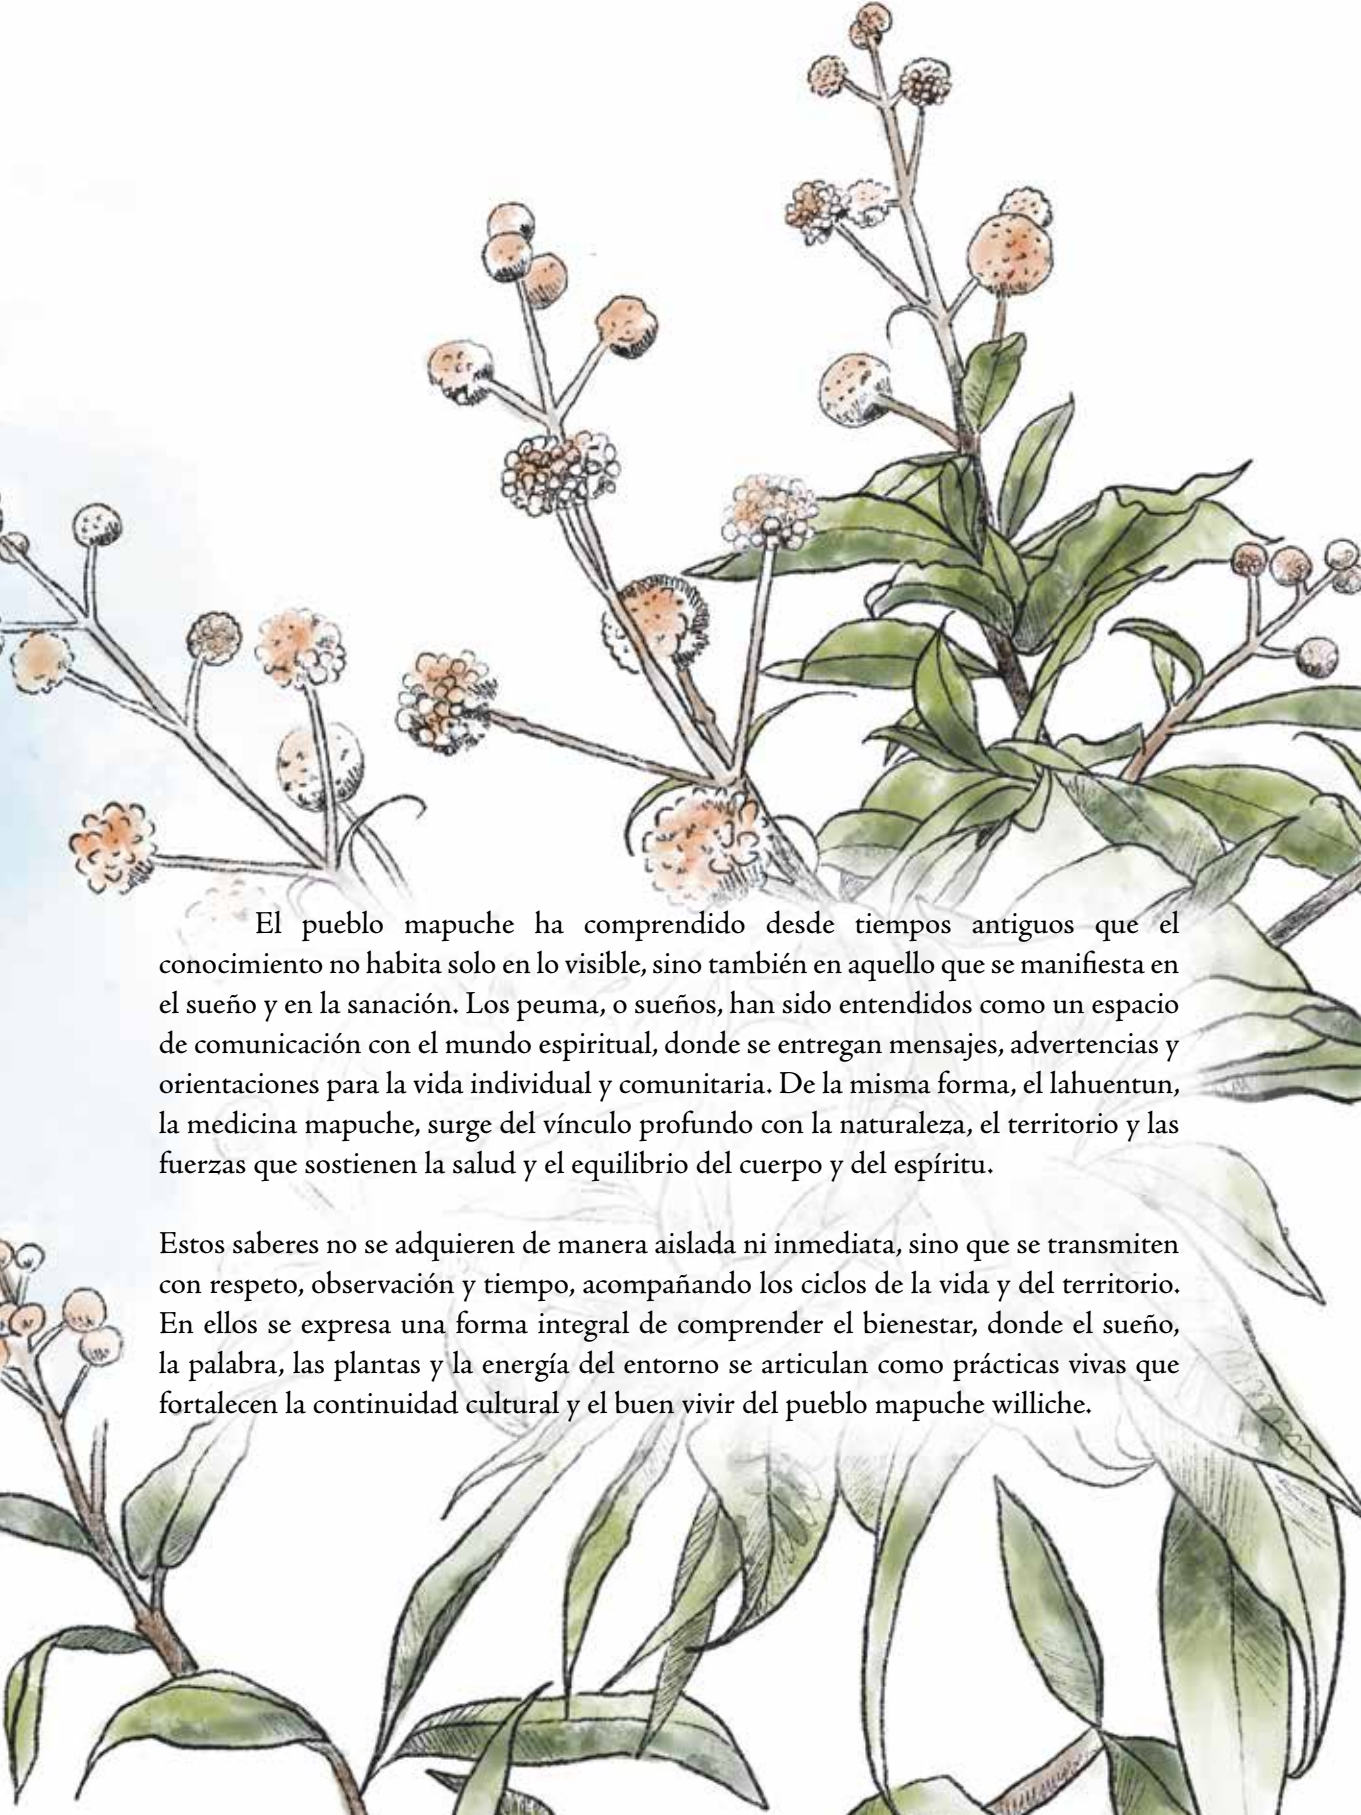 El pueblo mapuche ha comprendido desde tiempos antiguos que el
conocimiento no habita solo en lo visible, sino también en aquello que se manifiesta en
el sueño y en la sanación. Los peuma, o sueños, han sido entendidos como un espacio
de comunicación con el mundo espiritual, donde se entregan mensajes, advertencias y
orientaciones para la vida individual y comunitaria. De la misma forma, el lahuentun,
la medicina mapuche, surge del vínculo profundo con la naturaleza, el territorio y las
fuerzas que sostienen la salud y el equilibrio del cuerpo y del espíritu.
Estos saberes no se adquieren de manera aislada ni inmediata, sino que se transmiten
con respeto, observación y tiempo, acompañando los ciclos de la vida y del territorio.
En ellos se expresa una forma integral de comprender el bienestar, donde el sueño,
la palabra, las plantas y la energía del entorno se articulan como prácticas vivas que
fortalecen la continuidad cultural y el buen vivir del pueblo mapuche williche.